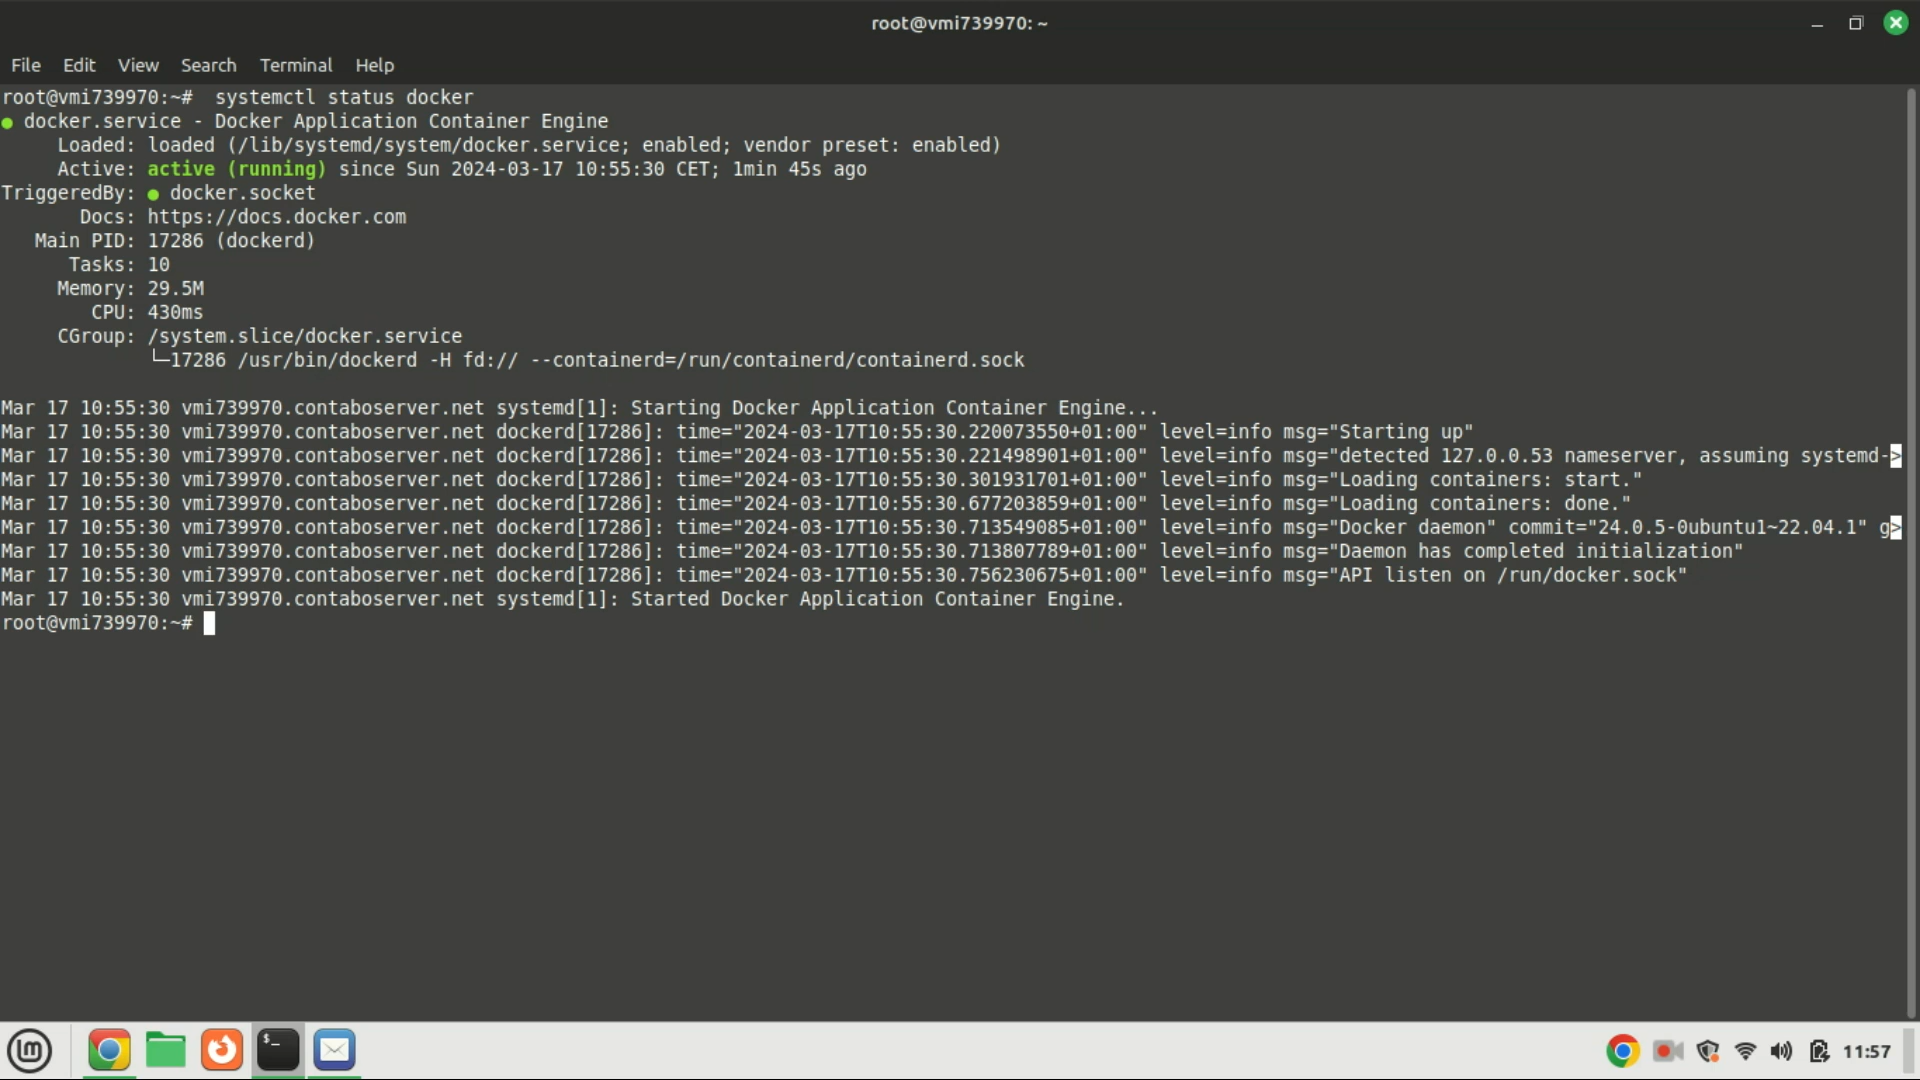 root@vmi739970: ~
File Edit View Search Terminal Help
root@vmi739970:~#  systemctl status docker
● docker.service - Docker Application Container Engine
     Loaded: loaded (/lib/systemd/system/docker.service; enabled; vendor preset: enabled)
     Active: active (running) since Sun 2024-03-17 10:55:30 CET; 1min 45s ago
TriggeredBy: ● docker.socket
       Docs: https://docs.docker.com
   Main PID: 17286 (dockerd)
      Tasks: 10
     Memory: 29.5M
        CPU: 430ms
     CGroup: /system.slice/docker.service
             └─17286 /usr/bin/dockerd -H fd:// --containerd=/run/containerd/containerd.sock
Mar 17 10:55:30 vmi739970.contaboserver.net systemd[1]: Starting Docker Application Container Engine...
Mar 17 10:55:30 vmi739970.contaboserver.net dockerd[17286]: time="2024-03-17T10:55:30.220073550+01:00" level=info msg="Starting up"
Mar 17 10:55:30 vmi739970.contaboserver.net dockerd[17286]: time="2024-03-17T10:55:30.221498901+01:00" level=info msg="detected 127.0.0.53 nameserver, assuming systemd->
Mar 17 10:55:30 vmi739970.contaboserver.net dockerd[17286]: time="2024-03-17T10:55:30.301931701+01:00" level=info msg="Loading containers: start."
Mar 17 10:55:30 vmi739970.contaboserver.net dockerd[17286]: time="2024-03-17T10:55:30.677203859+01:00" level=info msg="Loading containers: done."
Mar 17 10:55:30 vmi739970.contaboserver.net dockerd[17286]: time="2024-03-17T10:55:30.713549085+01:00" level=info msg="Docker daemon" commit="24.0.5-0ubuntu1~22.04.1" g>
Mar 17 10:55:30 vmi739970.contaboserver.net dockerd[17286]: time="2024-03-17T10:55:30.713807789+01:00" level=info msg="Daemon has completed initialization"
Mar 17 10:55:30 vmi739970.contaboserver.net dockerd[17286]: time="2024-03-17T10:55:30.756230675+01:00" level=info msg="API listen on /run/docker.sock"
Mar 17 10:55:30 vmi739970.contaboserver.net systemd[1]: Started Docker Application Container Engine.
root@vmi739970:~#
$_
11:57